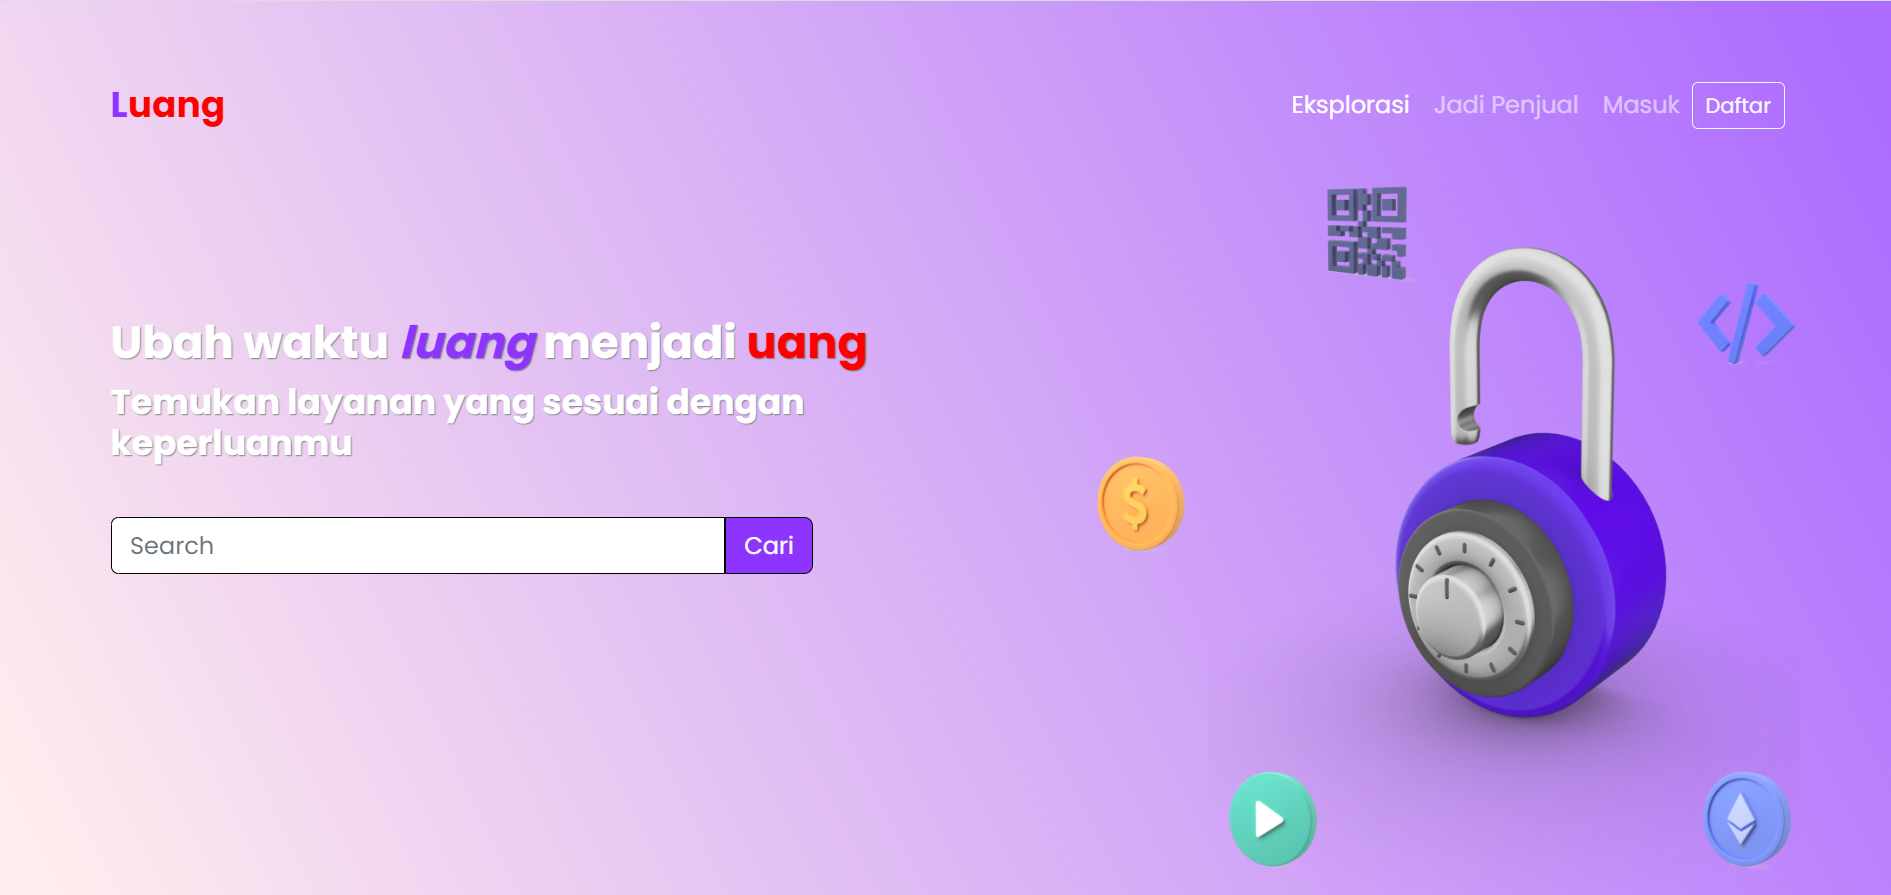 Luang
Eksplorasi Jadi Penjual Masuk Daftar
Ubah waktu luang menjadi uang
Temukan layanan yang sesuai dengan
keperluanmu
Search Cari
$